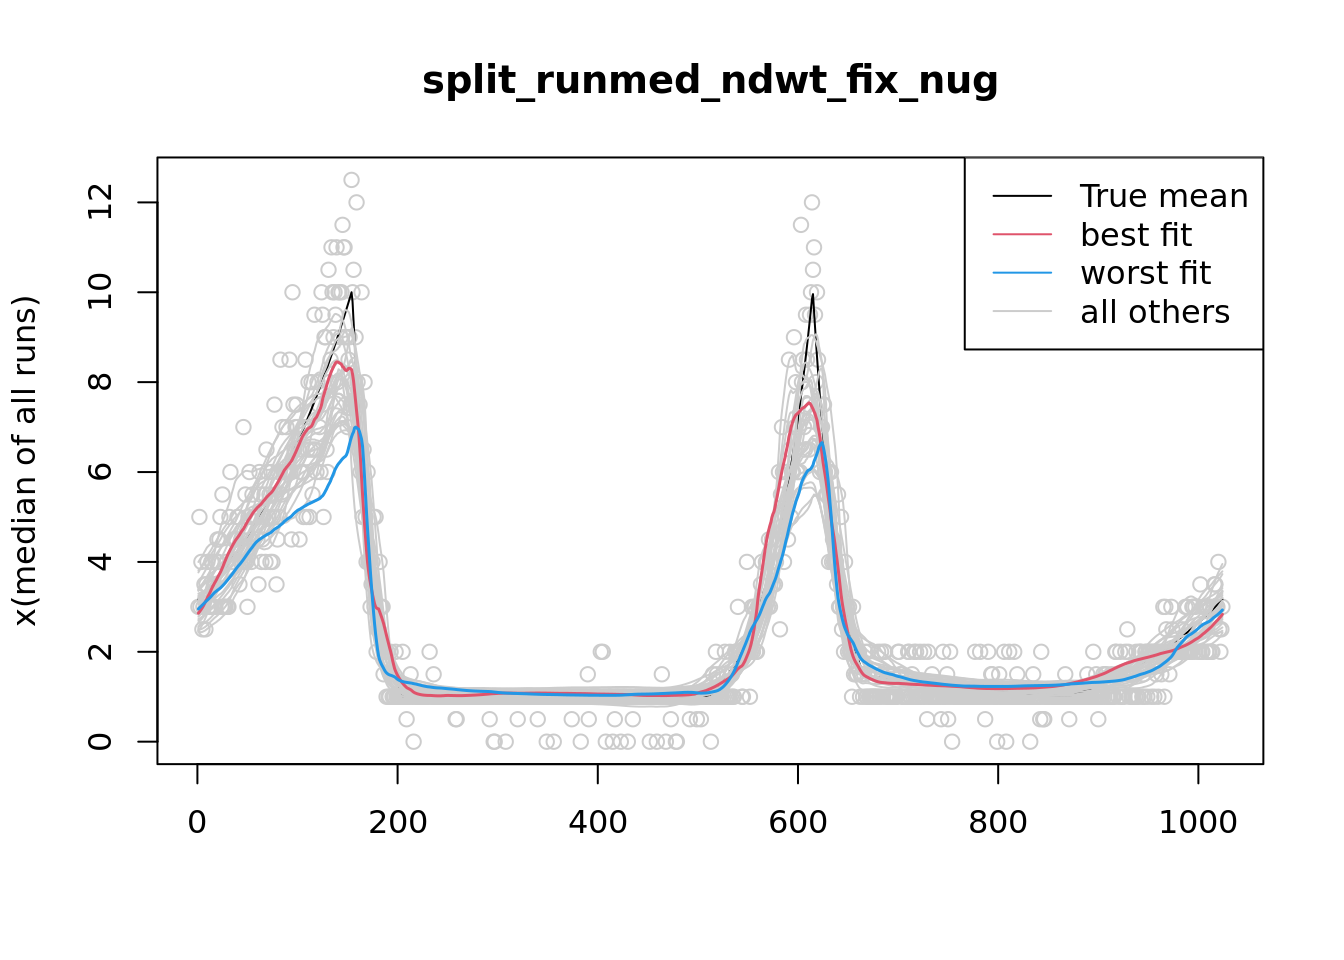 split_runmed_ndwt_fix_nug
x(median of all runs)
True mean
best fit
worst fit
all others
12
10
8
6
4
2
0
0 200 400 600 800 1000